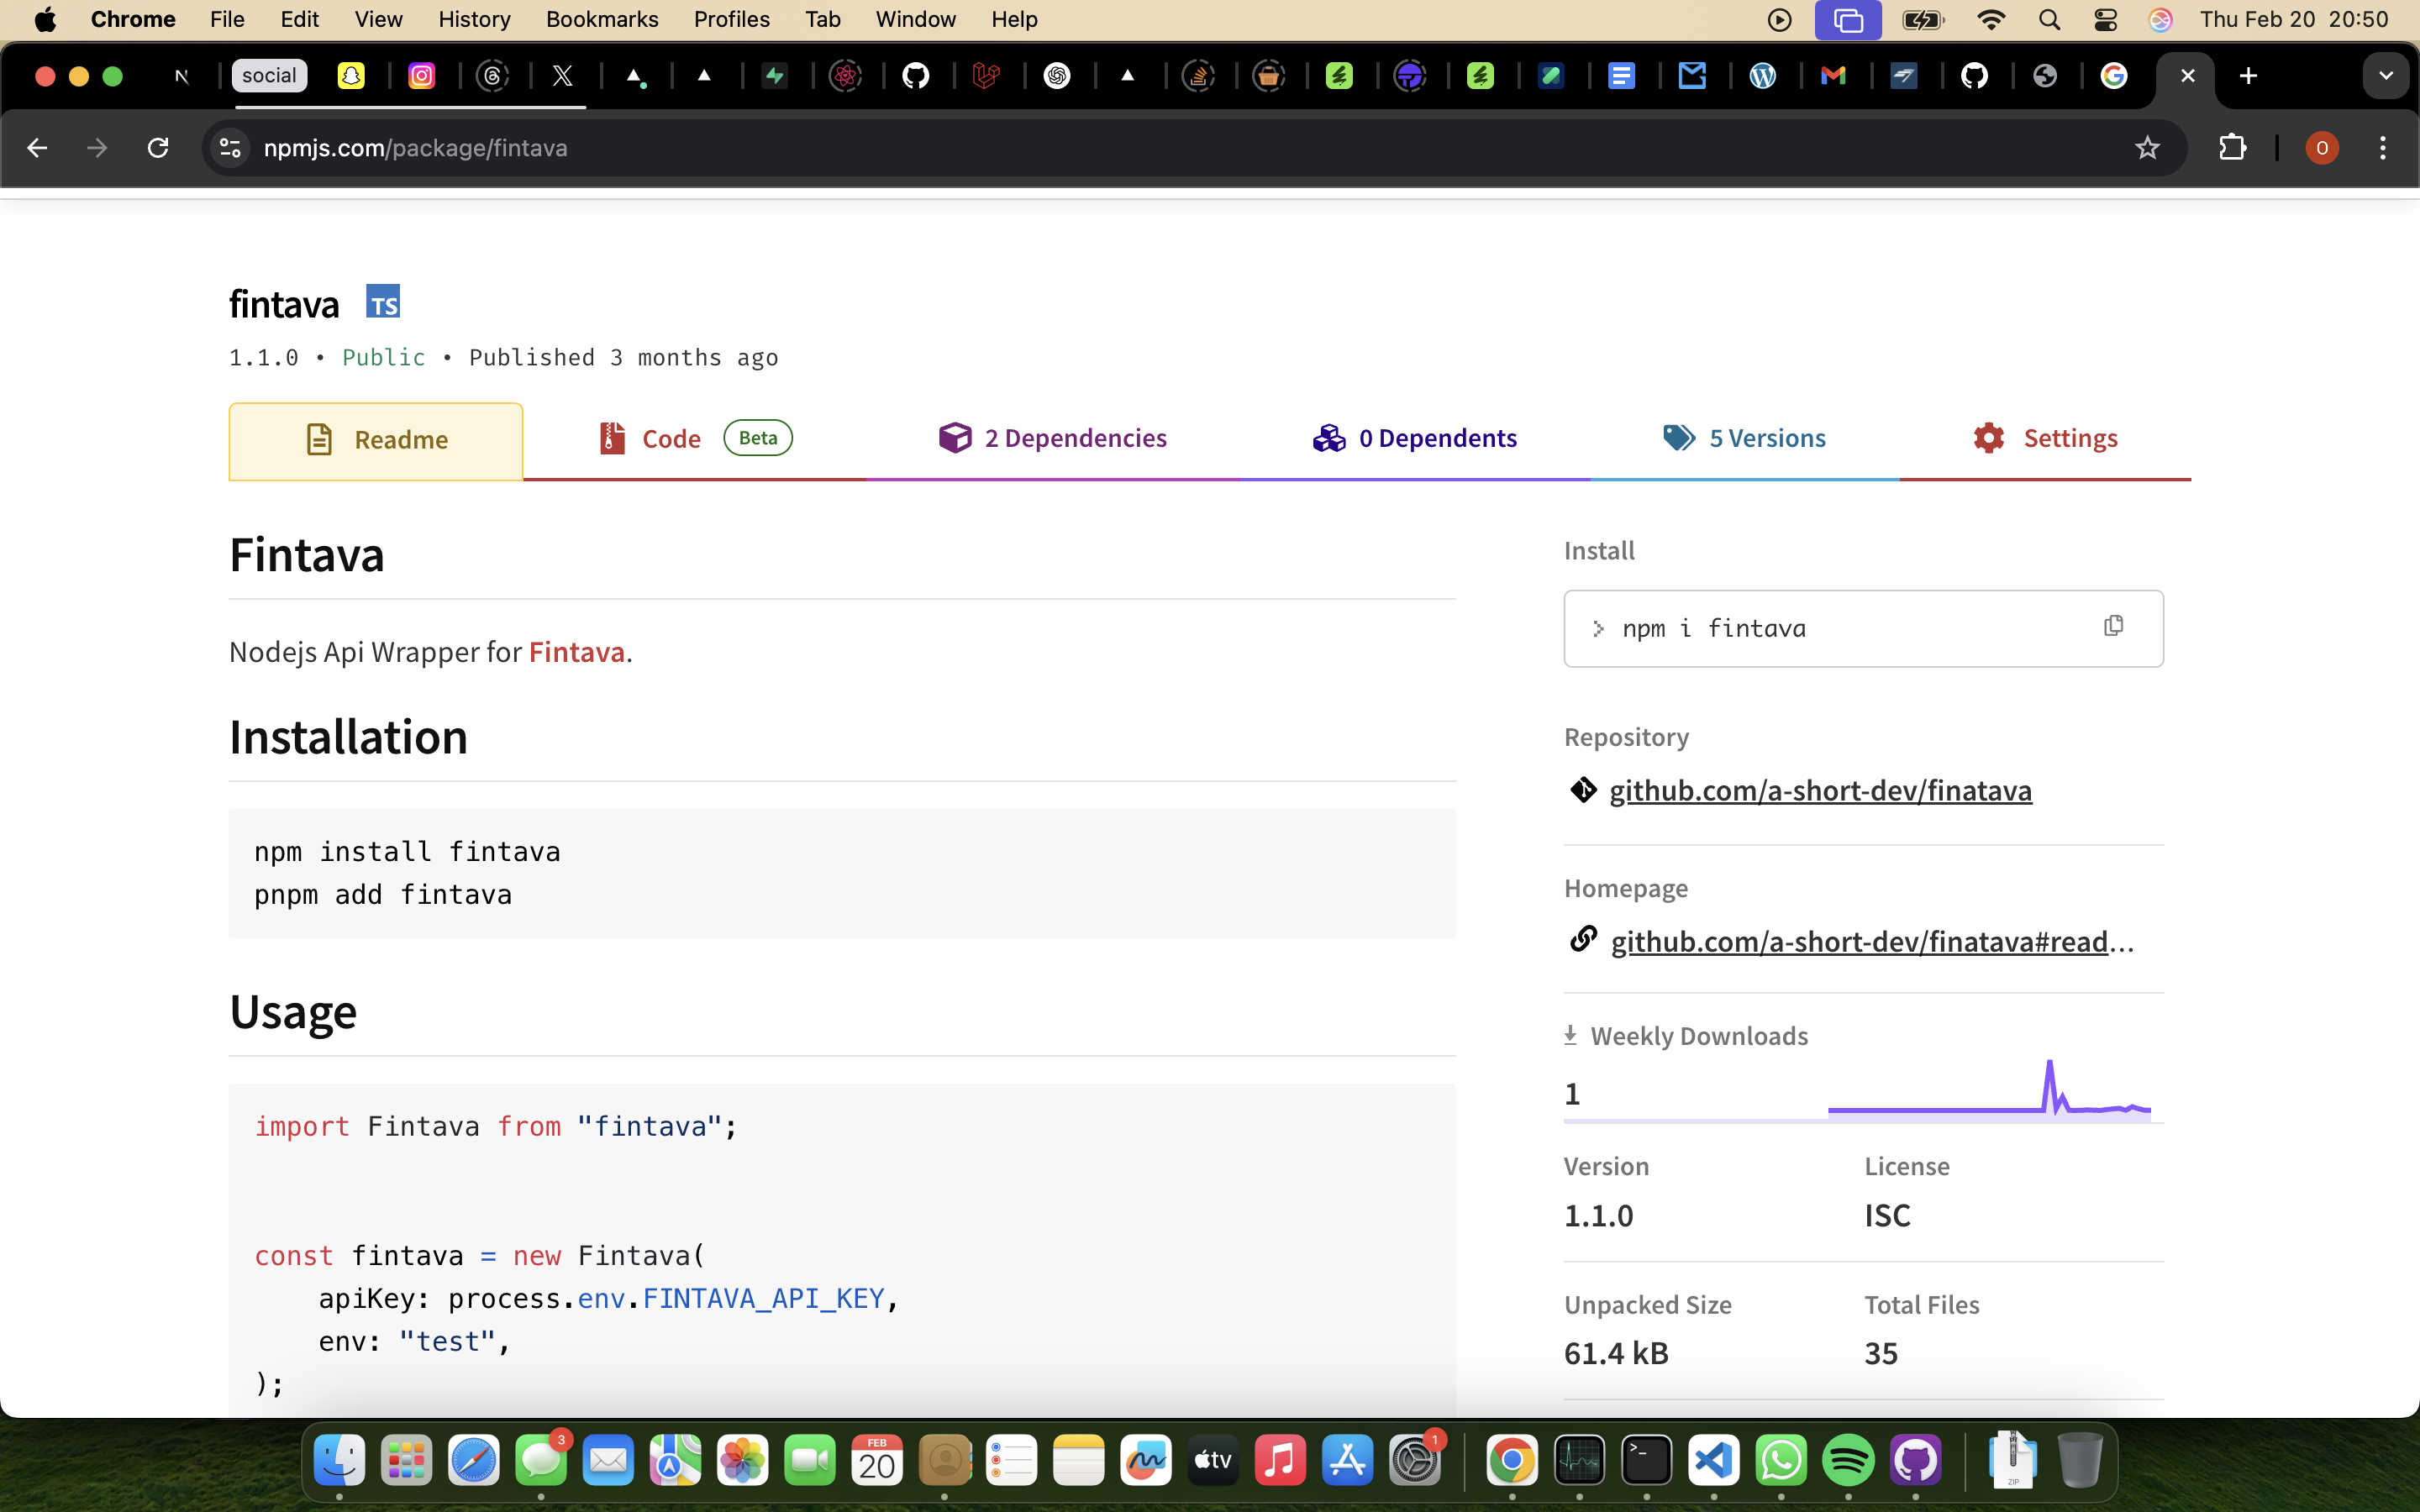 Chrome File Edit View History Bookmarks Profiles Tab Window Help Thu Feb 20 20:50
social
npmjs.com/package/fintava
O
fintava TS
1.1.0 • Public • Published 3 months ago
Readme
Code Beta
2 Dependencies
0 Dependents
5 Versions
Settings
Fintava
Nodejs Api Wrapper for Fintava.
Installation
npm install fintava
pnpm add fintava
Usage
import Fintava from "fintava";
const fintava = new Fintava(
    apiKey: process.env.FINTAVA_API_KEY,
    env: "test",
);
Install
> npm i fintava
Repository
github.com/a-short-dev/finatava
Homepage
github.com/a-short-dev/finatava#read...
Weekly Downloads
1
Version
License
1.1.0
ISC
Unpacked Size
Total Files
61.4 kB
35
3
FEB
20
tv
1
ZIP